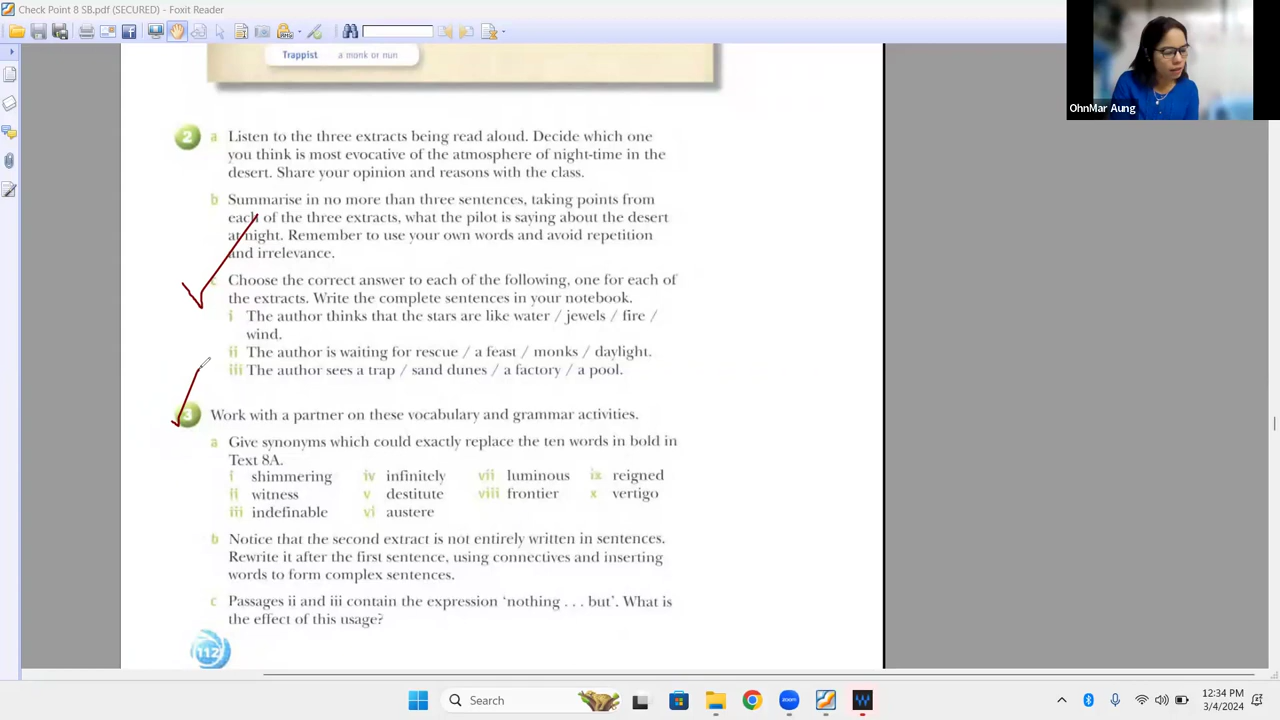 Check Point 8 SB.pdf (SECURED) - Foxit Reader
OhnMar Aung
Trappist a monk or nun
2 a Listen to the three extracts being read aloud. Decide which one
you think is most evocative of the atmosphere of night-time in the
desert. Share your opinion and reasons with the class.
b Summarise in no more than three sentences, taking points from
each of the three extracts, what the pilot is saying about the desert
at night. Remember to use your own words and avoid repetition
and irrelevance.
c Choose the correct answer to each of the following, one for each of
the extracts. Write the complete sentences in your notebook.
i The author thinks that the stars are like water / jewels / fire /
wind.
ii The author is waiting for rescue / a feast / monks / daylight.
iii The author sees a trap / sand dunes / a factory / a pool.
3 Work with a partner on these vocabulary and grammar activities.
a Give synonyms which could exactly replace the ten words in bold in
Text 8A.
i shimmering iv infinitely vii luminous ix reigned
ii witness v destitute viii frontier x vertigo
iii indefinable vi austere
b Notice that the second extract is not entirely written in sentences.
Rewrite it after the first sentence, using connectives and inserting
words to form complex sentences.
c Passages ii and iii contain the expression ‘nothing . . . but’. What is
the effect of this usage?
112
Search
12:34 PM
3/4/2024